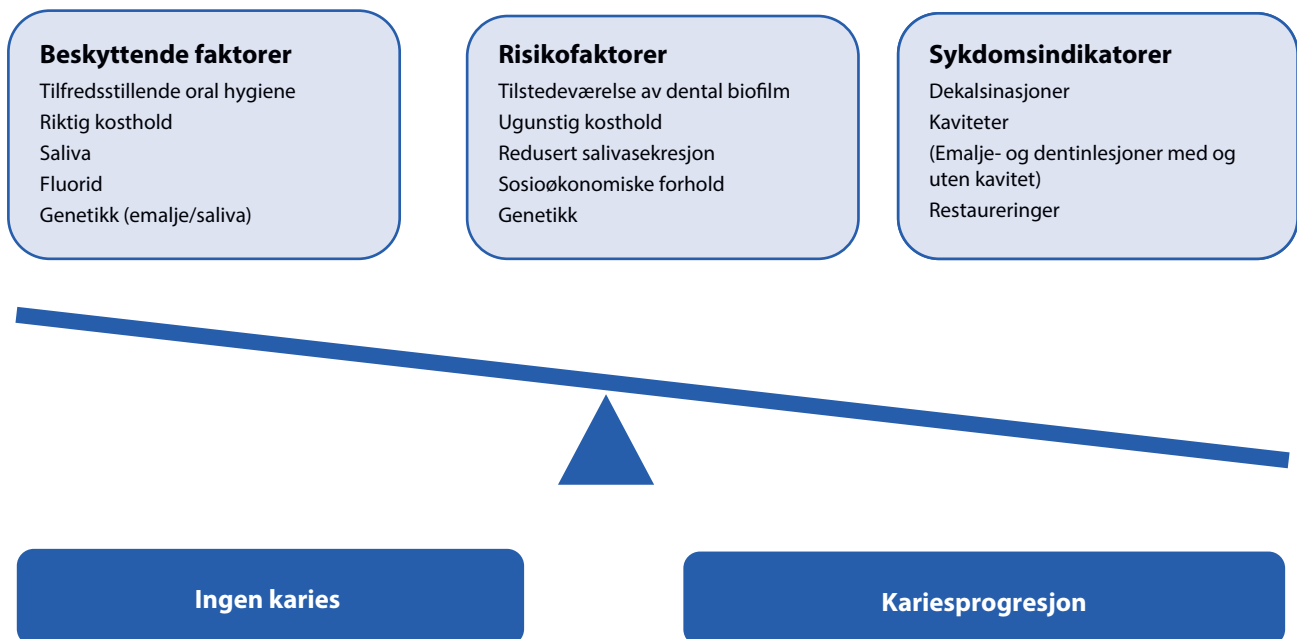 Beskyttende faktorer
Tilfredsstillende oral hygiene
Riktig kosthold
Saliva
Fluorid
Genetikk (emalje/saliva)
Risikofaktorer
Tilstedeværelse av dental biofilm
Ugunstig kosthold
Redusert salivasekresjon
Sosioøkonomiske forhold
Genetikk
Sykdomsindikatorer
Dekalsinasjoner
Kaviteter
(Emalje- og dentinlesjoner med og
uten kavitet)
Restaureringer
Ingen karies
Kariesprogresjon